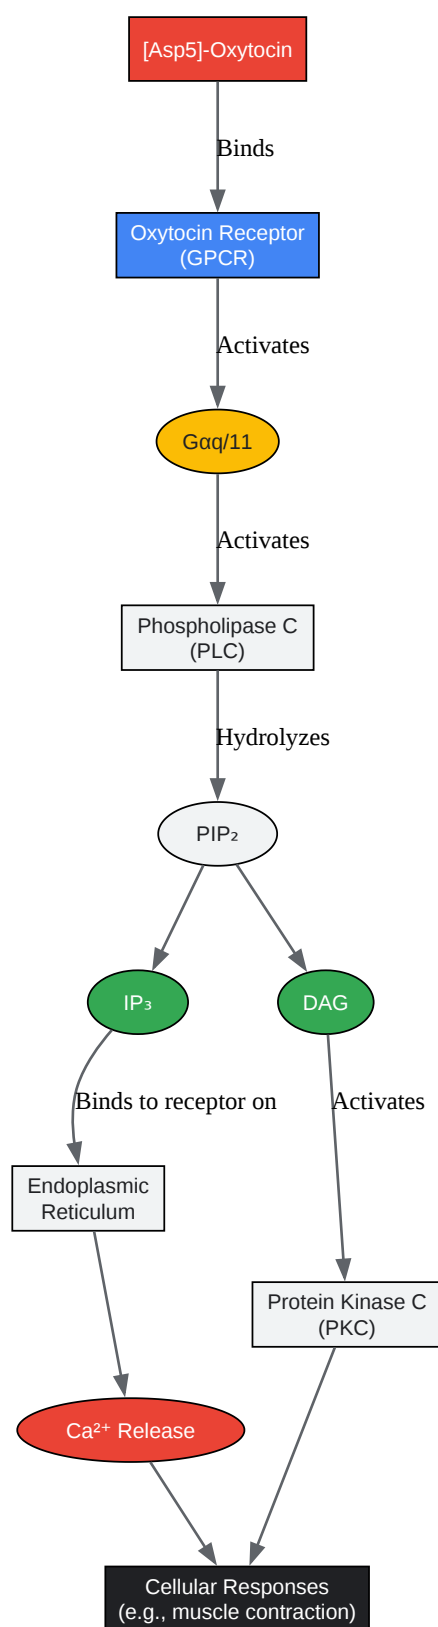 [Asp5]-Oxytocin
Binds
Oxytocin Receptor
(GPCR)
Activates
Gαq/11
Activates
Phospholipase C
(PLC)
Hydrolyzes
PIP₂
IP₃
DAG
Binds to receptor on
Activates
Endoplasmic
Reticulum
Protein Kinase C
(PKC)
Ca²⁺ Release
Cellular Responses
(e.g., muscle contraction)